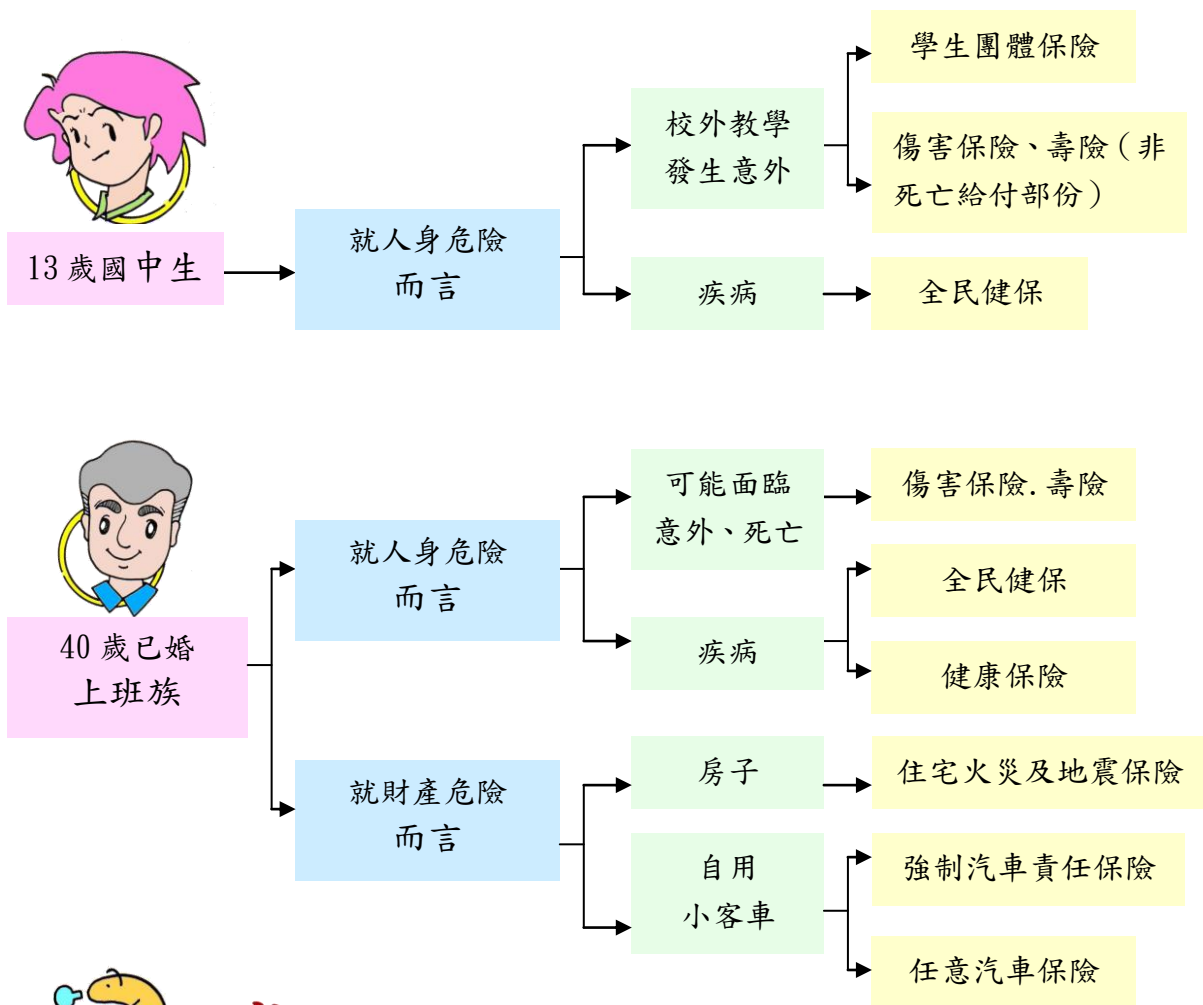 學生團體保險
校外教學
發生意外
傷害保險、壽險（非
死亡給付部份）
13歲國中生
就人身危險
而言
疾病
全民健保
可能面臨
意外、死亡
傷害保險.壽險
就人身危險
而言
全民健保
疾病
健康保險
40歲已婚
上班族
就財產危險
而言
房子
住宅火災及地震保險
自用
小客車
強制汽車責任保險
任意汽車保險